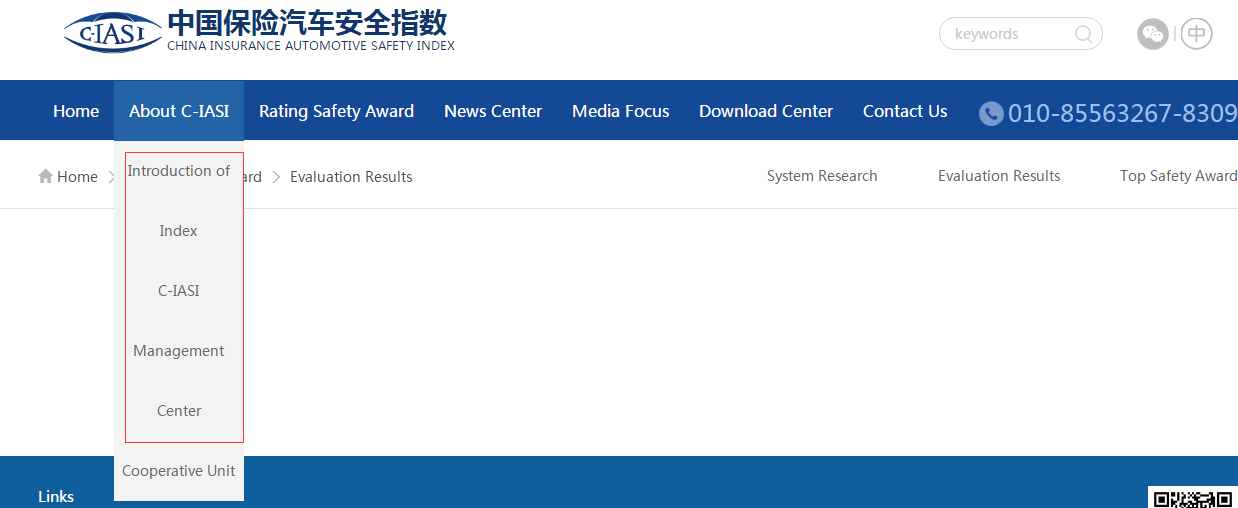 C-IASI
中国保险汽车安全指数
CHINA INSURANCE AUTOMOTIVE SAFETY INDEX
keywords
中
Home
About C-IASI
Rating Safety Award
News Center
Media Focus
Download Center
Contact Us
010-85563267-8309
Introduction of
Index
C-IASI
Management
Center
Cooperative Unit
Home
ard
Evaluation Results
System Research
Evaluation Results
Top Safety Award
Links